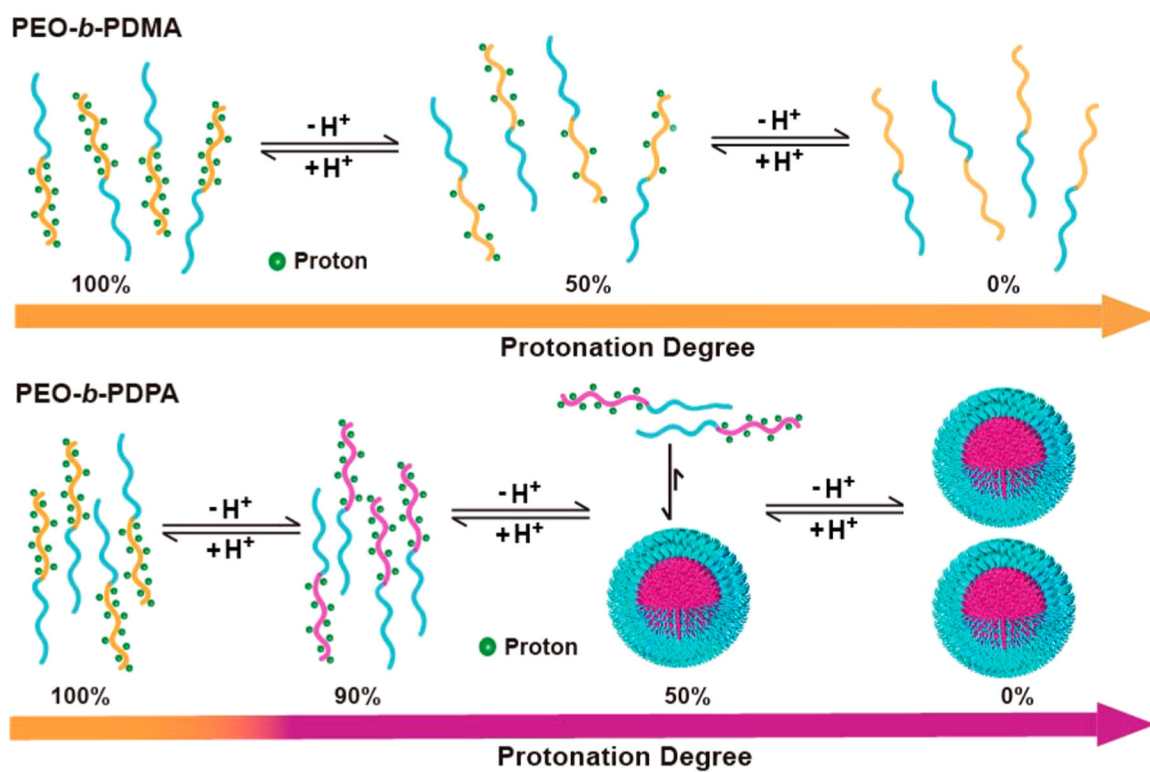 PEO-b-PDMA
- H⁺
+ H⁺
- H⁺
+ H⁺
Proton
100%
50%
0%
Protonation Degree
PEO-b-PDPA
- H⁺
+ H⁺
- H⁺
+ H⁺
- H⁺
+ H⁺
Proton
100%
90%
50%
0%
Protonation Degree